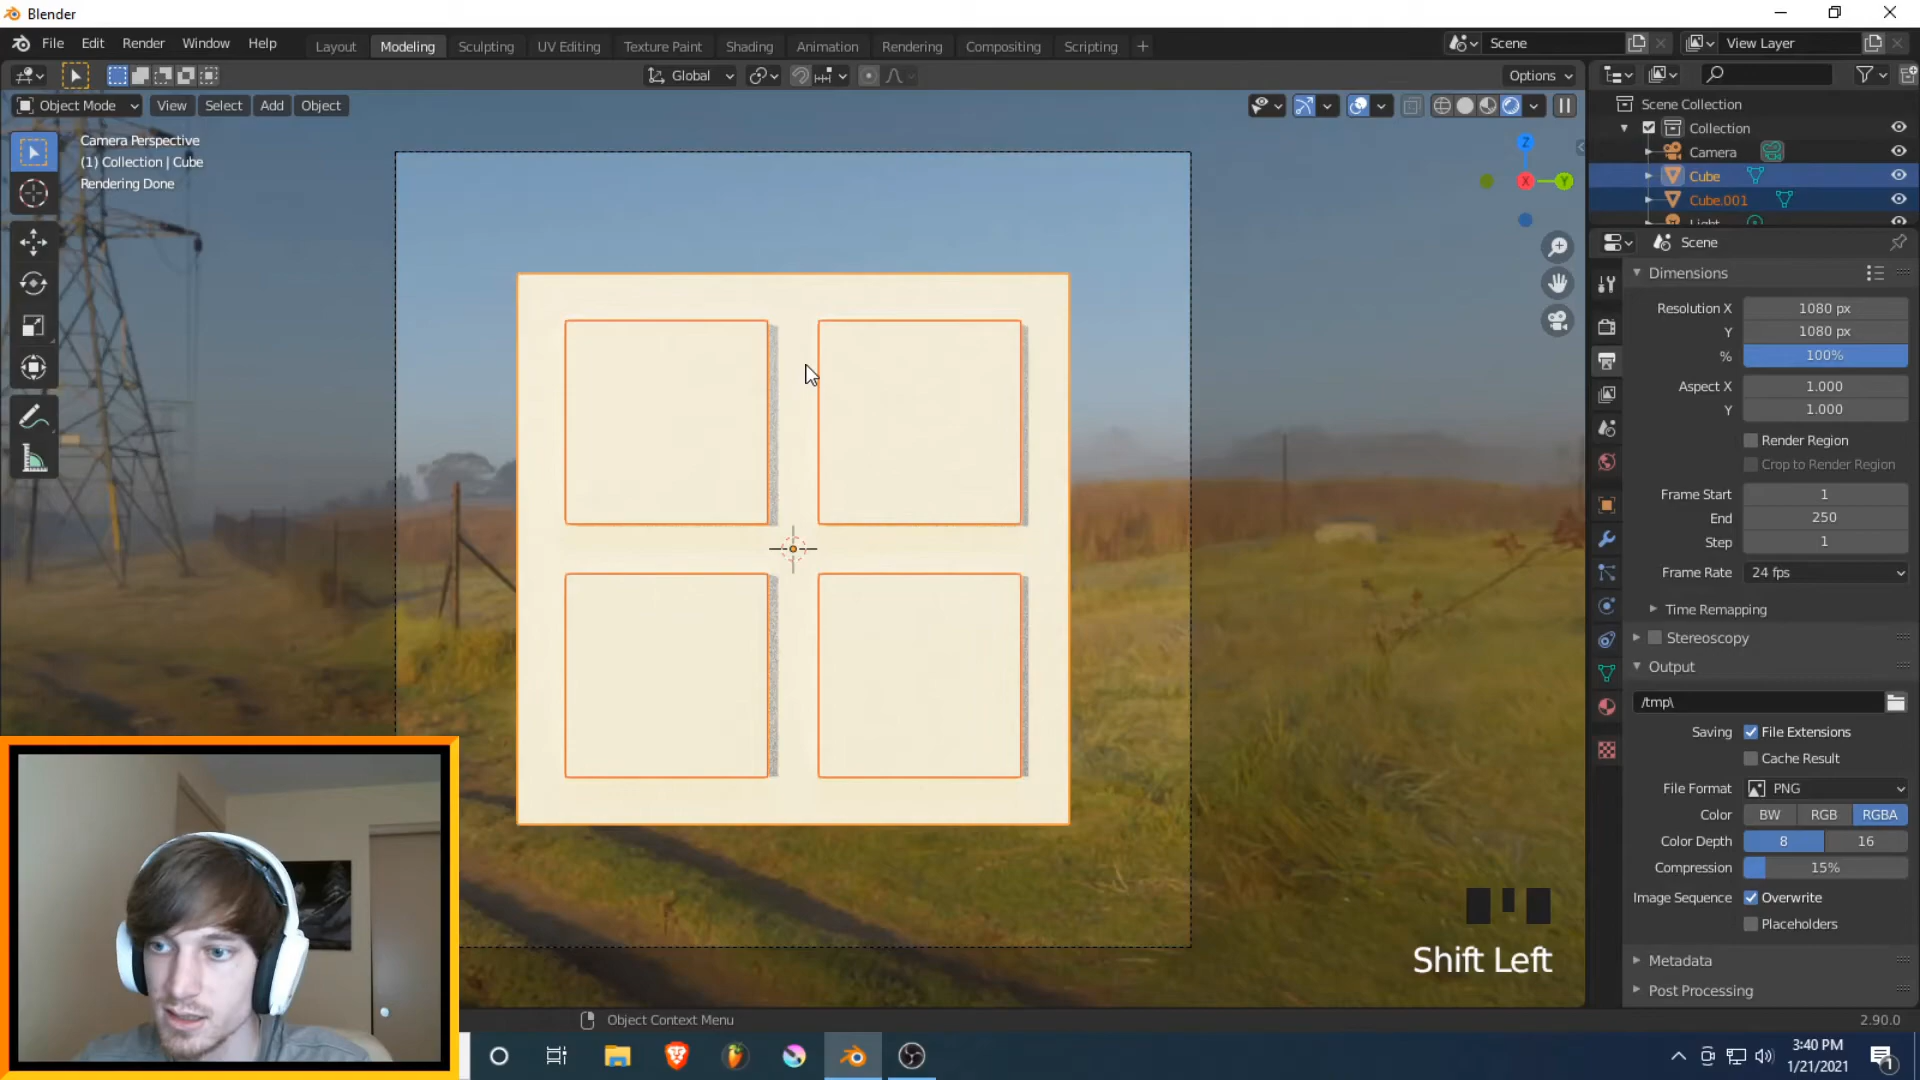 Blender
File Edit Render Window Help
Layout Modeling Sculpting UV Editing Texture Paint Shading Animation Rendering Compositing Scripting +
Scene
View Layer
Global
Options
Object Mode View Select Add Object
Camera Perspective
(1) Collection | Cube
Rendering Done
Z
X
Y
Scene Collection
Collection
Camera
Cube
Cube.001
Light
Scene
Dimensions
Resolution X 1080 px
Y 1080 px
% 100%
Aspect X 1.000
Y 1.000
Render Region
Crop to Render Region
Frame Start 1
End 250
Step 1
Frame Rate 24 fps
Time Remapping
Stereoscopy
Output
/tmp\
Saving File Extensions
Cache Result
File Format PNG
Color BW RGB RGBA
Color Depth 8 16
Compression 15%
Image Sequence Overwrite
Placeholders
Metadata
Post Processing
Shift Left
Object Context Menu
2.90.0
3:40 PM
1/21/2021
1